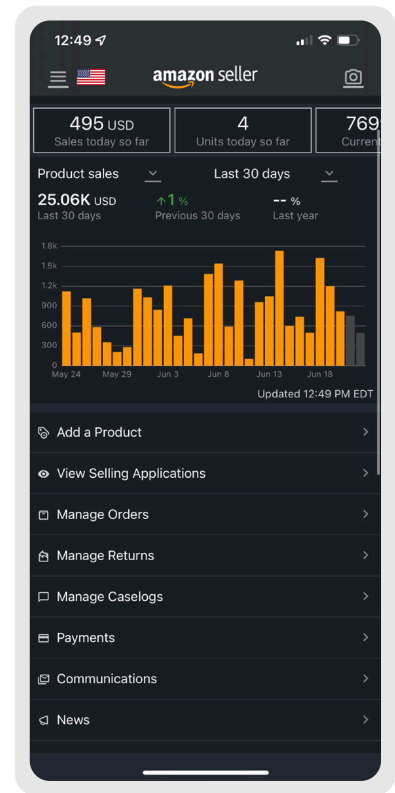 12:49
amazon seller
495 USD
Sales today so far
4
Units today so far
769
Current
Product sales
Last 30 days
25.06K USD
Last 30 days
↑1 %
Previous 30 days
-- %
Last year
1.8k
1.5k
1.2k
900
600
300
0
May 24 May 29 Jun 3 Jun 8 Jun 13 Jun 18
Updated 12:49 PM EDT
Add a Product
View Selling Applications
Manage Orders
Manage Returns
Manage Caselogs
Payments
Communications
News